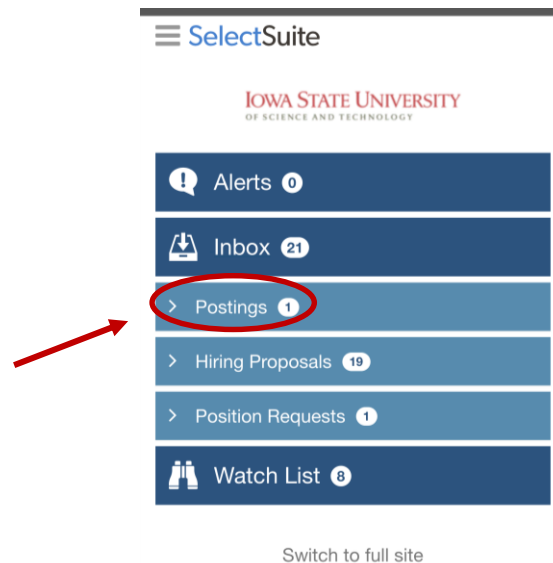 SelectSuite
IOWA STATE UNIVERSITY
OF SCIENCE AND TECHNOLOGY
Alerts 0
Inbox 21
Postings 1
Hiring Proposals 19
Position Requests 1
Watch List 8
Switch to full site